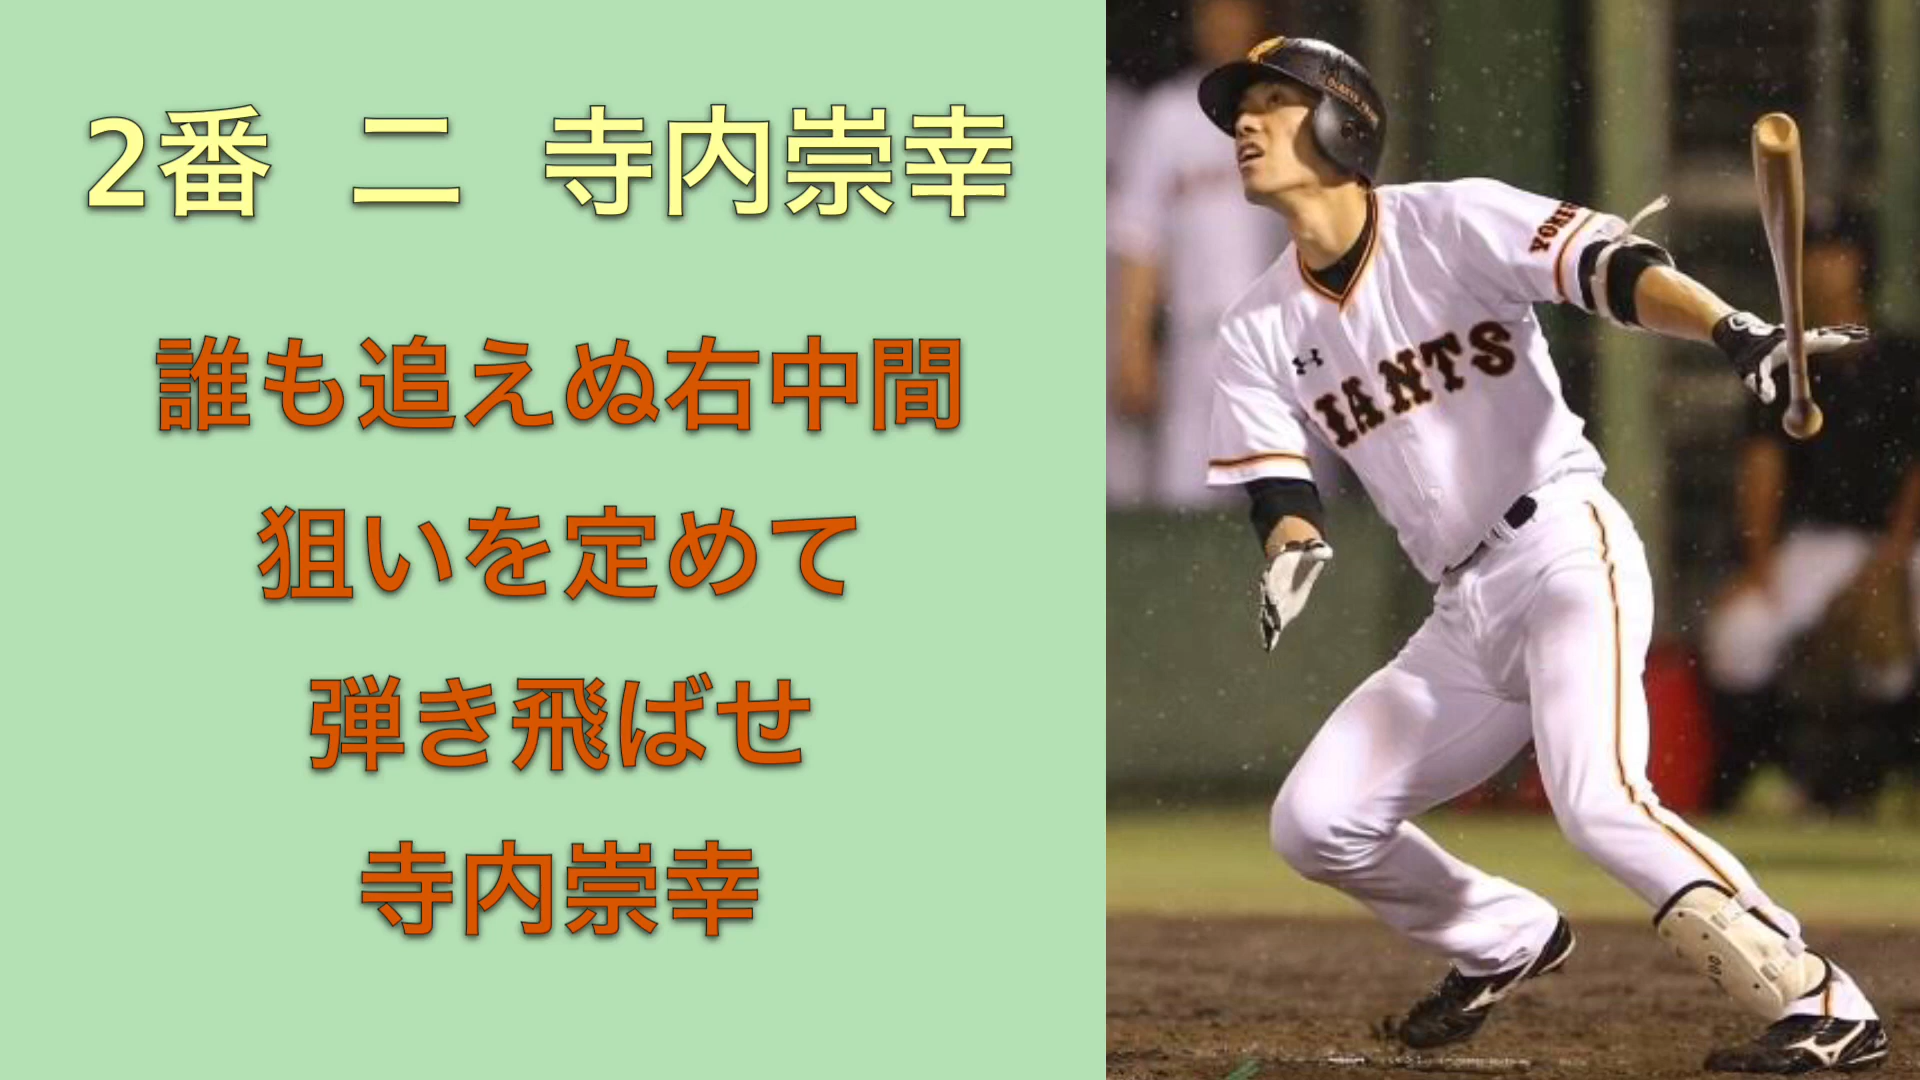 2番 二 寺内崇幸
誰も追えぬ右中間
狙いを定めて
弾き飛ばせ
寺内崇幸
IANTS